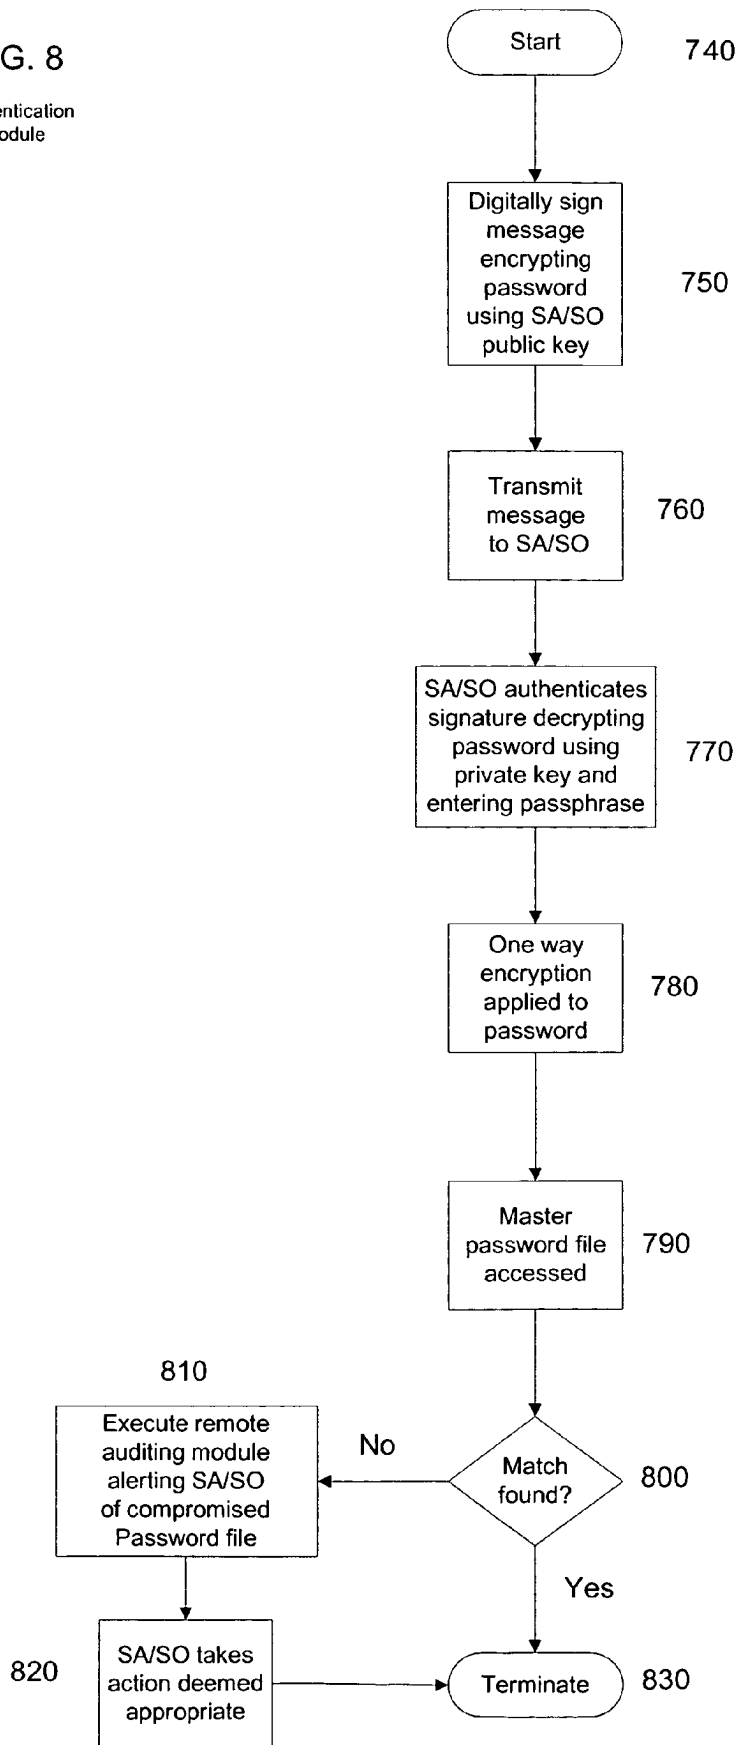 G. 8
entication
odule
Start
740
Digitally sign
message
encrypting
password
using SA/SO
public key
750
Transmit
message
to SA/SO
760
SA/SO authenticates
signature decrypting
password using
private key and
entering passphrase
770
One way
encryption
applied to
password
780
Master
password file
accessed
790
810
Execute remote
auditing module
alerting SA/SO
of compromised
Password file
No
Match
found?
800
Yes
820
SA/SO takes
action deemed
appropriate
Terminate
830